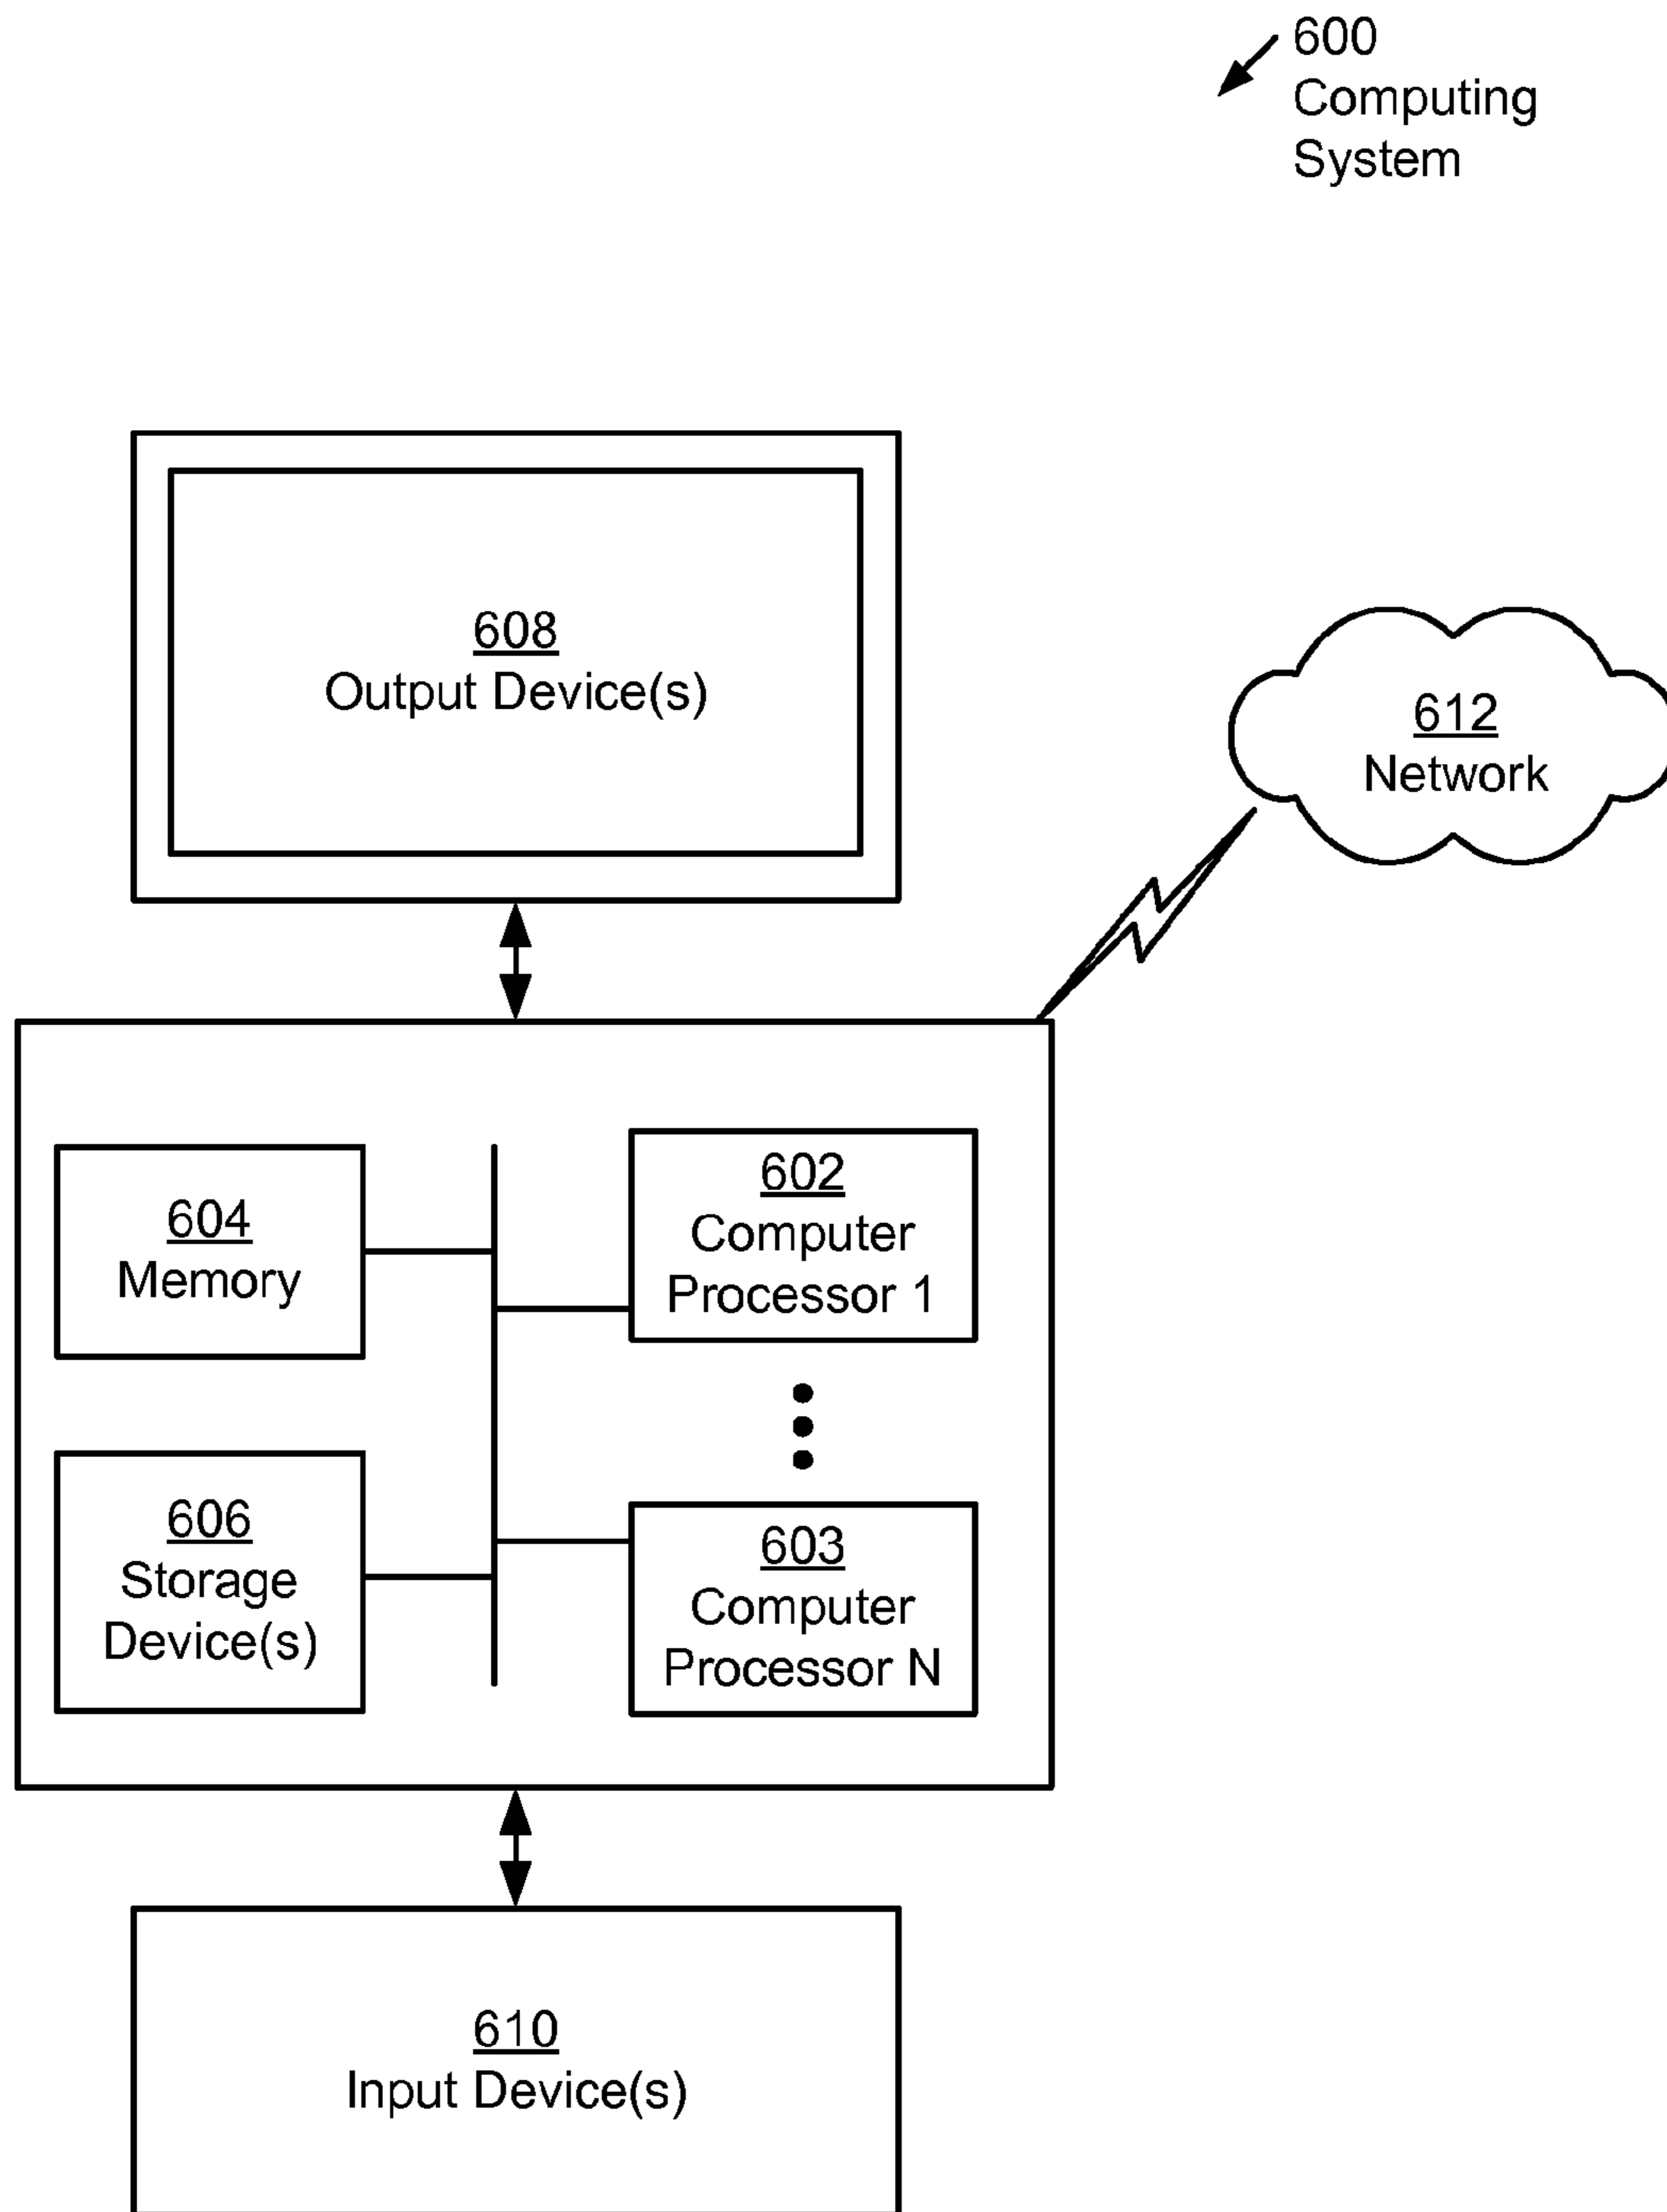 600
Computing
System
608
Output Device(s)
612
Network
604
Memory
602
Computer
Processor 1
606
Storage
Device(s)
603
Computer
Processor N
610
Input Device(s)